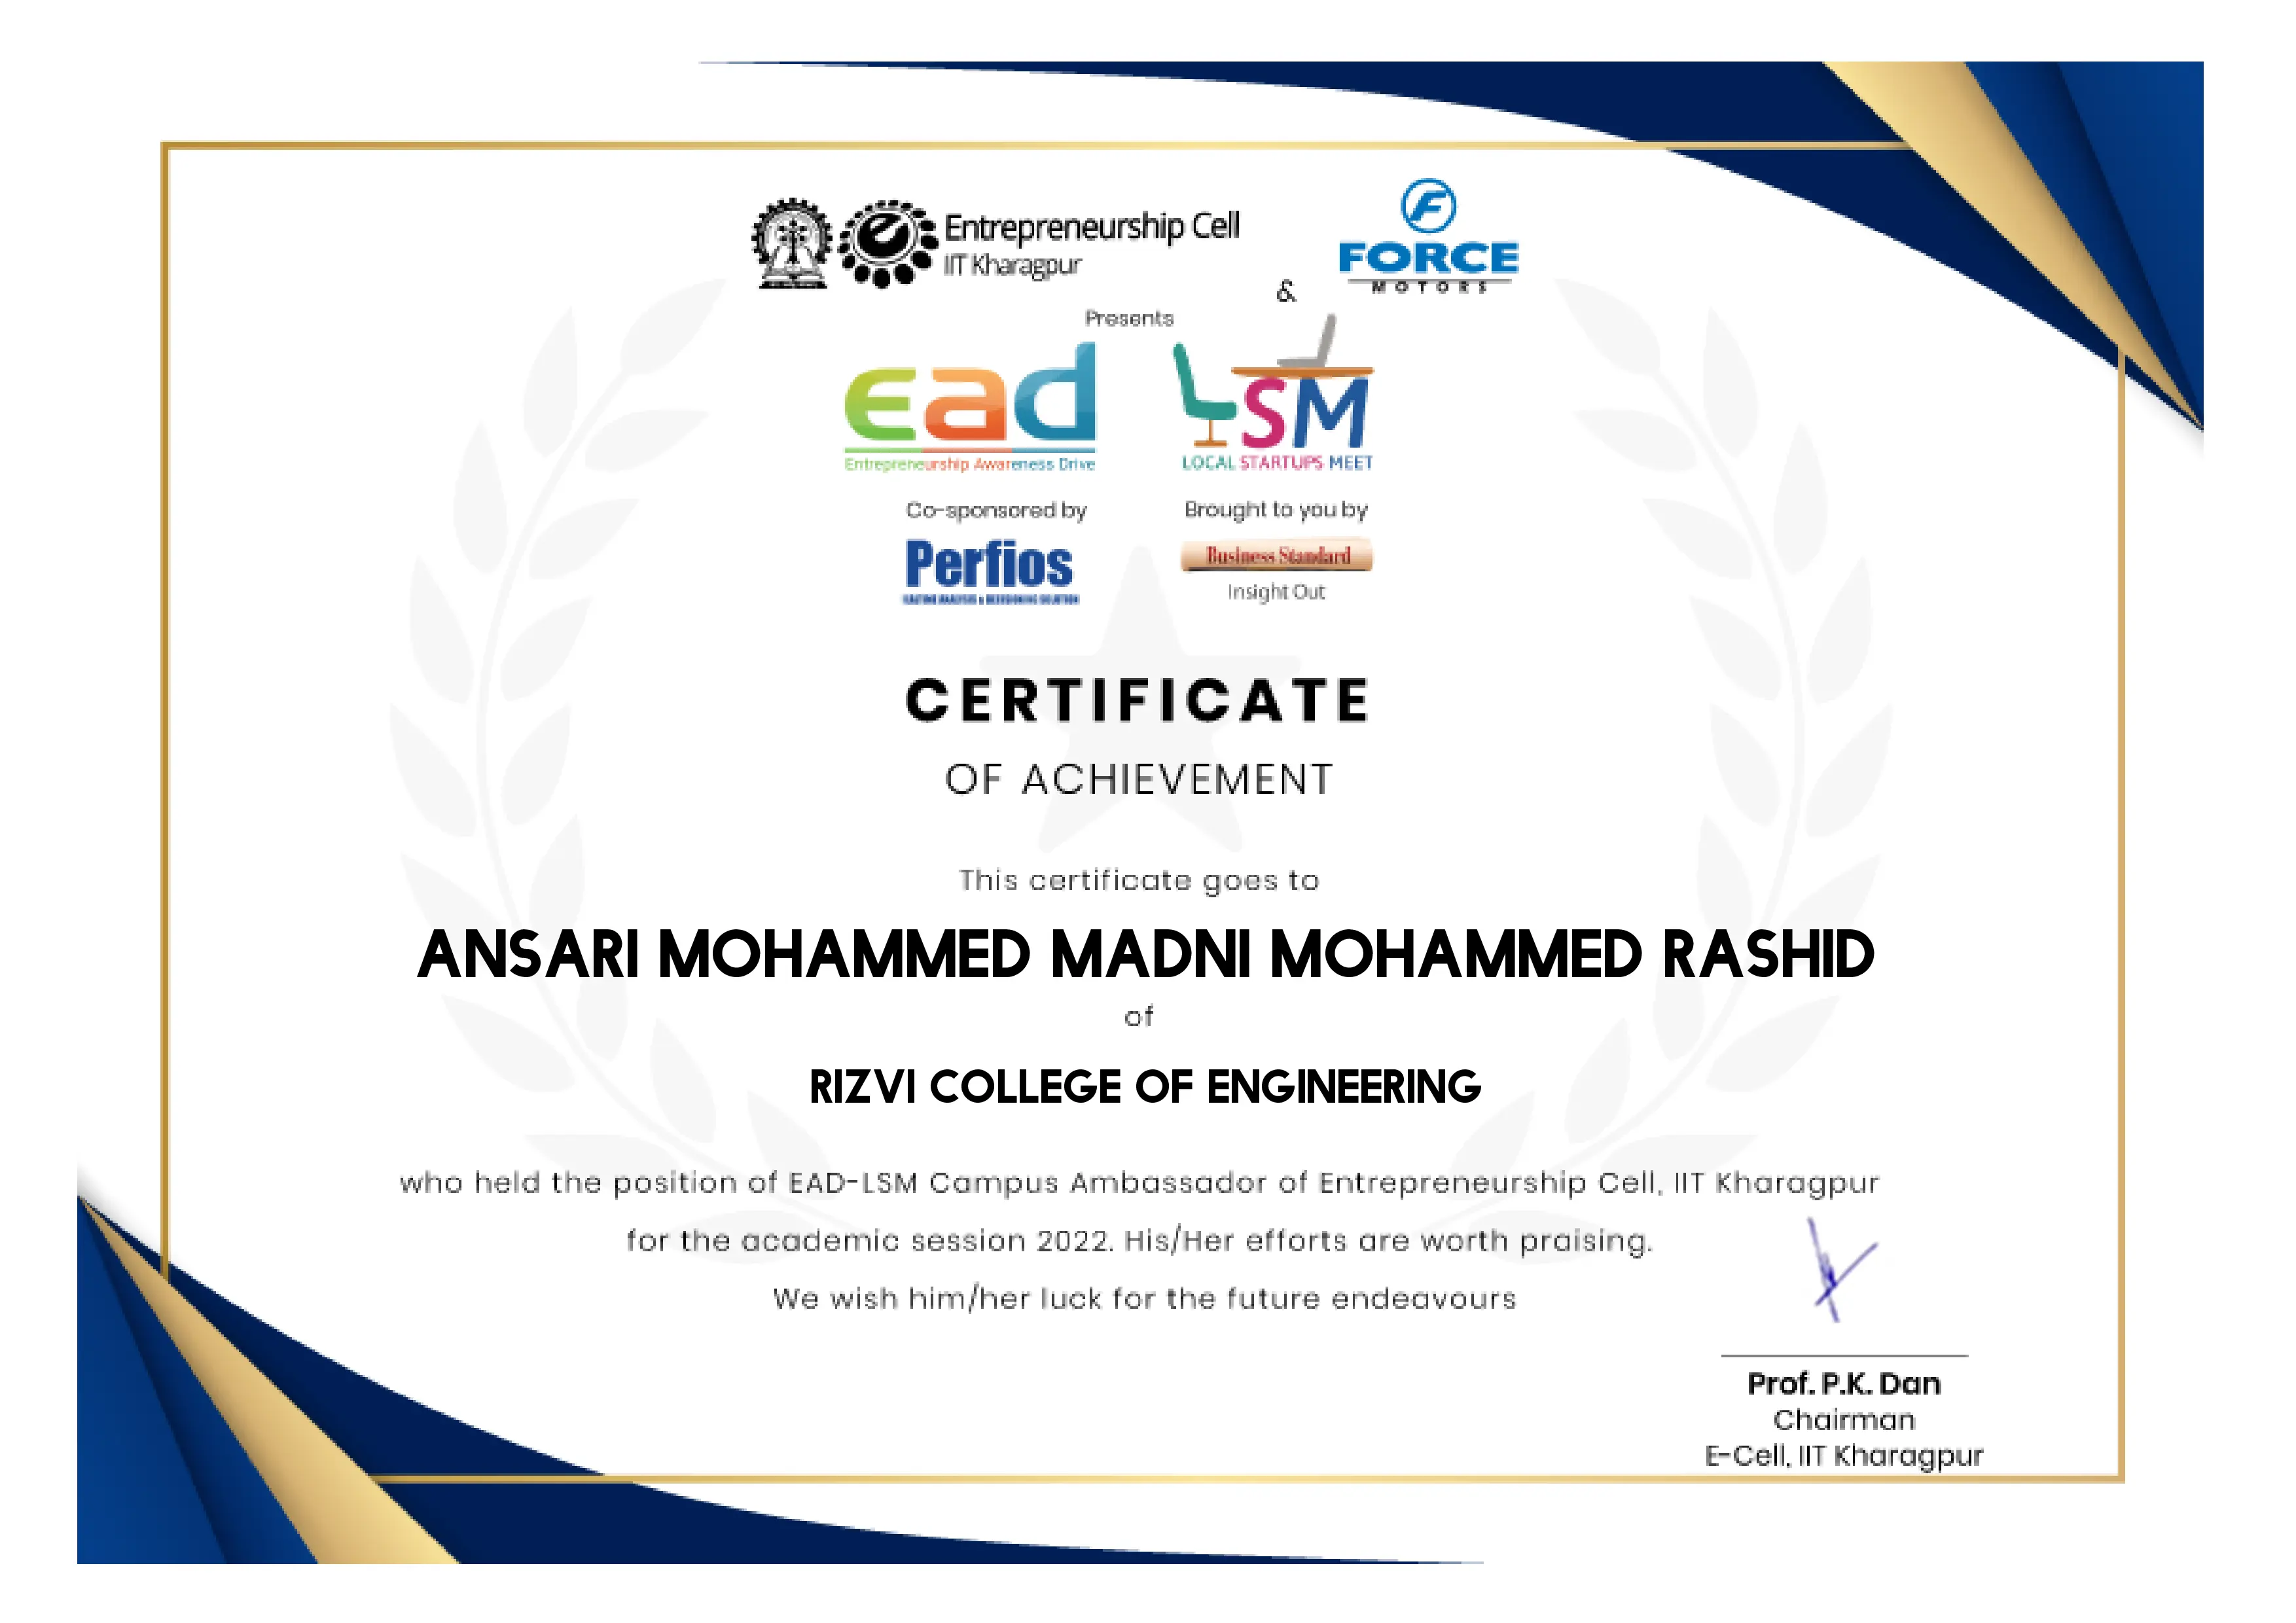 Entrepreneurship Cell
IIT Kharagpur
&
FORCE
MOTORS
Presents
ead
Entrepreneurship Awareness Drive
LSM
LOCAL STARTUPS MEET
Co-sponsored by
Perfios
Brought to you by
Business Standard
Insight Out
CERTIFICATE
OF ACHIEVEMENT
This certificate goes to
ANSARI MOHAMMED MADNI MOHAMMED RASHID
of
RIZVI COLLEGE OF ENGINEERING
who held the position of EAD-LSM Campus Ambassador of Entrepreneurship Cell, IIT Kharagpur
for the academic session 2022. His/Her efforts are worth praising.
We wish him/her luck for the future endeavours
Prof. P.K. Dan
Chairman
E-Cell, IIT Kharagpur